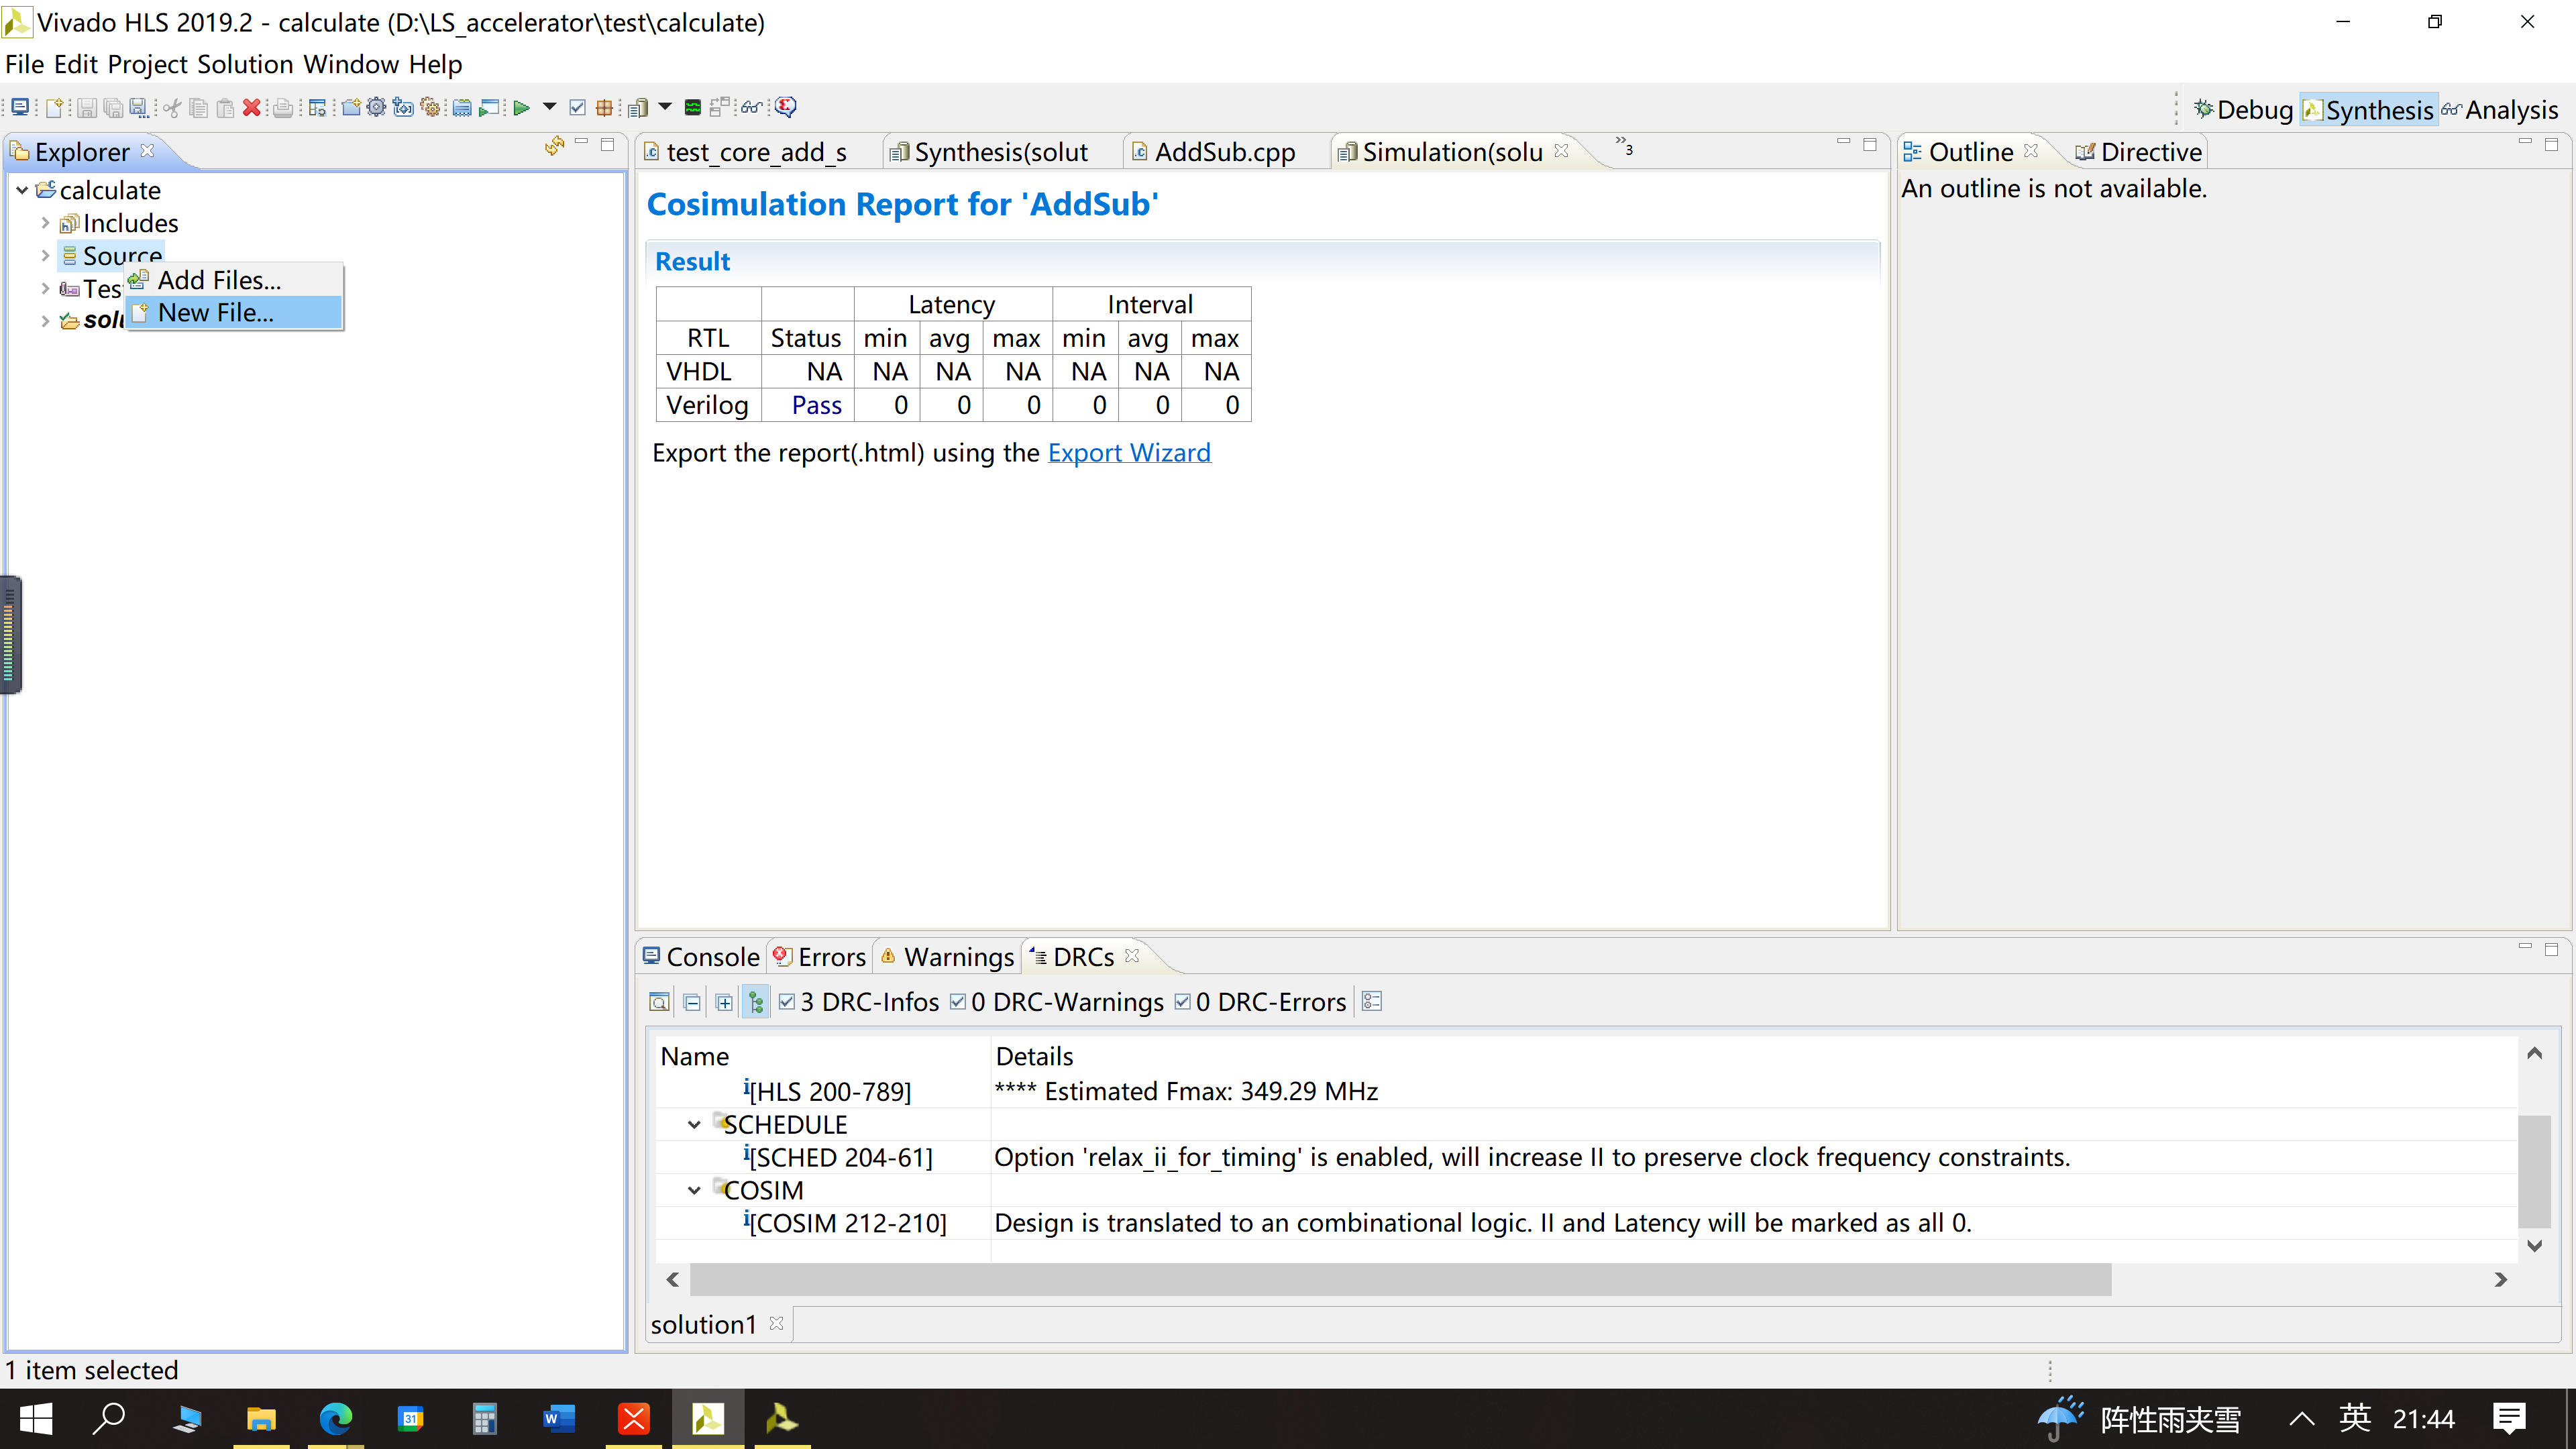 Vivado HLS 2019.2 - calculate (D:\LS_accelerator\test\calculate)
File Edit Project Solution Window Help
Debug Synthesis Analysis
Explorer
calculate
Includes
Source
Add Files...
Tes
New File...
solu
test_core_add_s Synthesis(solut AddSub.cpp Simulation(solu »3
Cosimulation Report for 'AddSub'
Result
Latency Interval
RTL Status min avg max min avg max
VHDL NA NA NA NA NA NA NA
Verilog Pass 0 0 0 0 0 0
Export the report(.html) using the Export Wizard
Outline Directive
An outline is not available.
Console Errors Warnings DRCs
3 DRC-Infos 0 DRC-Warnings 0 DRC-Errors
Name Details
[HLS 200-789] **** Estimated Fmax: 349.29 MHz
SCHEDULE
[SCHED 204-61] Option 'relax_ii_for_timing' is enabled, will increase II to preserve clock frequency constraints.
COSIM
[COSIM 212-210] Design is translated to an combinational logic. II and Latency will be marked as all 0.
solution1
1 item selected
31 W 阵性雨夹雪 英 21:44